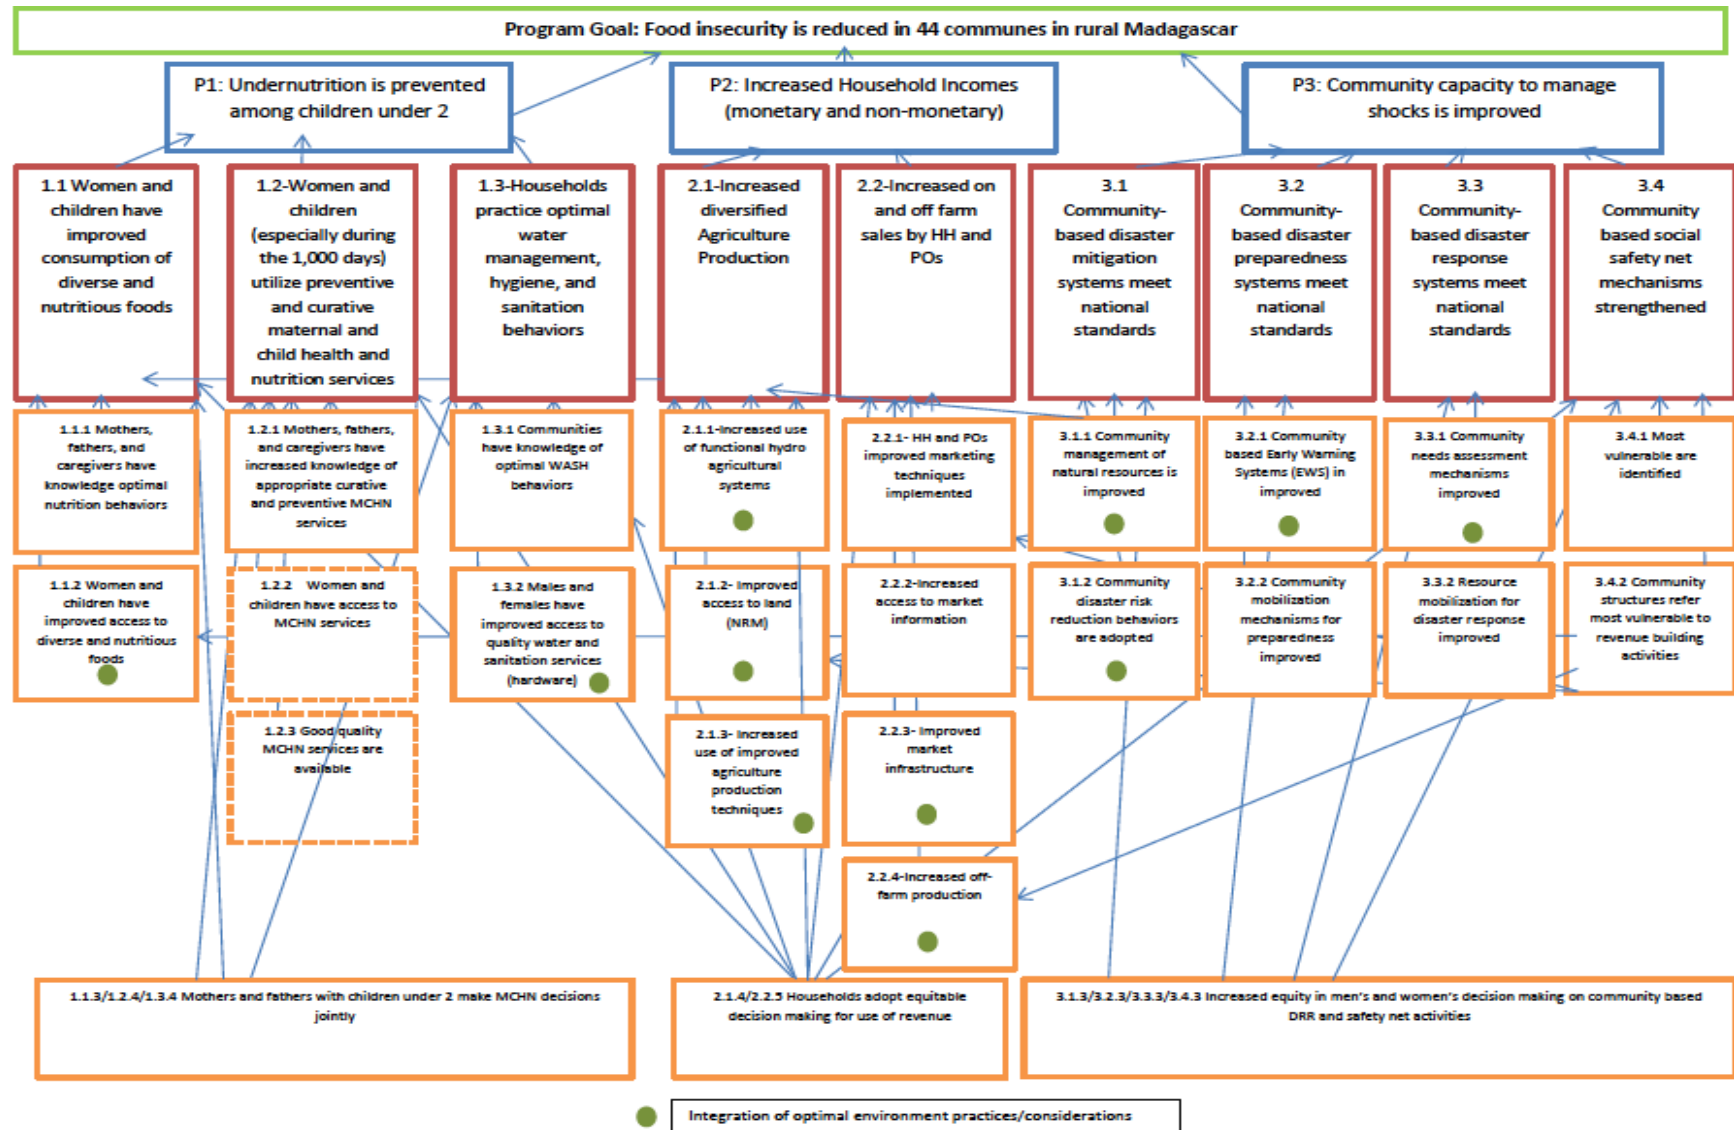 Program Goal: Food insecurity is reduced in 44 communes in rural Madagascar
P1: Undernutrition is prevented
among children under 2
P2: Increased Household Incomes
(monetary and non-monetary)
P3: Community capacity to manage
shocks is improved
1.1 Women and
children have
improved
consumption of
diverse and
nutritious foods
1.2-Women and
children
(especially during
the 1,000 days)
utilize preventive
and curative
maternal and
child health and
nutrition services
1.3-Households
practice optimal
water
management,
hygiene, and
sanitation
behaviors
2.1-Increased
diversified
Agriculture
Production
2.2-Increased on
and off farm
sales by HH and
POs
3.1
Community-
based disaster
mitigation
systems meet
national
standards
3.2
Community-
based disaster
preparedness
systems meet
national
standards
3.3
Community-
based disaster
response
systems meet
national
standards
3.4
Community
based social
safety net
mechanisms
strengthened
1.1.1 Mothers,
fathers, and
caregivers have
knowledge optimal
nutrition behaviors
1.2.1 Mothers, fathers,
and caregivers have
increased knowledge of
appropriate curative
and preventive MCHN
services
1.3.1 Communities
have knowledge of
optimal WASH
behaviors
2.1.1-Increased use
of functional hydro
agricultural
systems
2.2.1- HH and POs
improved marketing
techniques
implemented
3.1.1 Community
management of
natural resources is
improved
3.2.1 Community
based Early Warning
Systems (EWS) in
improved
3.3.1 Community
needs assessment
mechanisms
improved
3.4.1 Most
vulnerable are
identified
1.1.2 Women and
children have
improved access to
diverse and nutritious
foods
1.2.2 Women and
children have access to
MCHN services
1.3.2 Males and
females have
improved access to
quality water and
sanitation services
(hardware)
2.1.2- Improved
access to land
(NRM)
2.2.2-Increased
access to market
information
3.1.2 Community
disaster risk
reduction behaviors
are adopted
3.2.2 Community
mobilization
mechanisms for
preparedness
improved
3.3.2 Resource
mobilization for
disaster response
improved
3.4.2 Community
structures refer
most vulnerable to
revenue building
activities
1.2.3 Good quality
MCHN services are
available
2.1.3- Increased
use of improved
agriculture
production
techniques
2.2.3- Improved
market
infrastructure
2.2.4-Increased off-
farm production
1.1.3/1.2.4/1.3.4 Mothers and fathers with children under 2 make MCHN decisions
jointly
2.1.4/2.2.5 Households adopt equitable
decision making for use of revenue
3.1.3/3.2.3/3.3.3/3.4.3 Increased equity in men's and women's decision making on community based
DRR and safety net activities
Integration of optimal environment practices/considerations